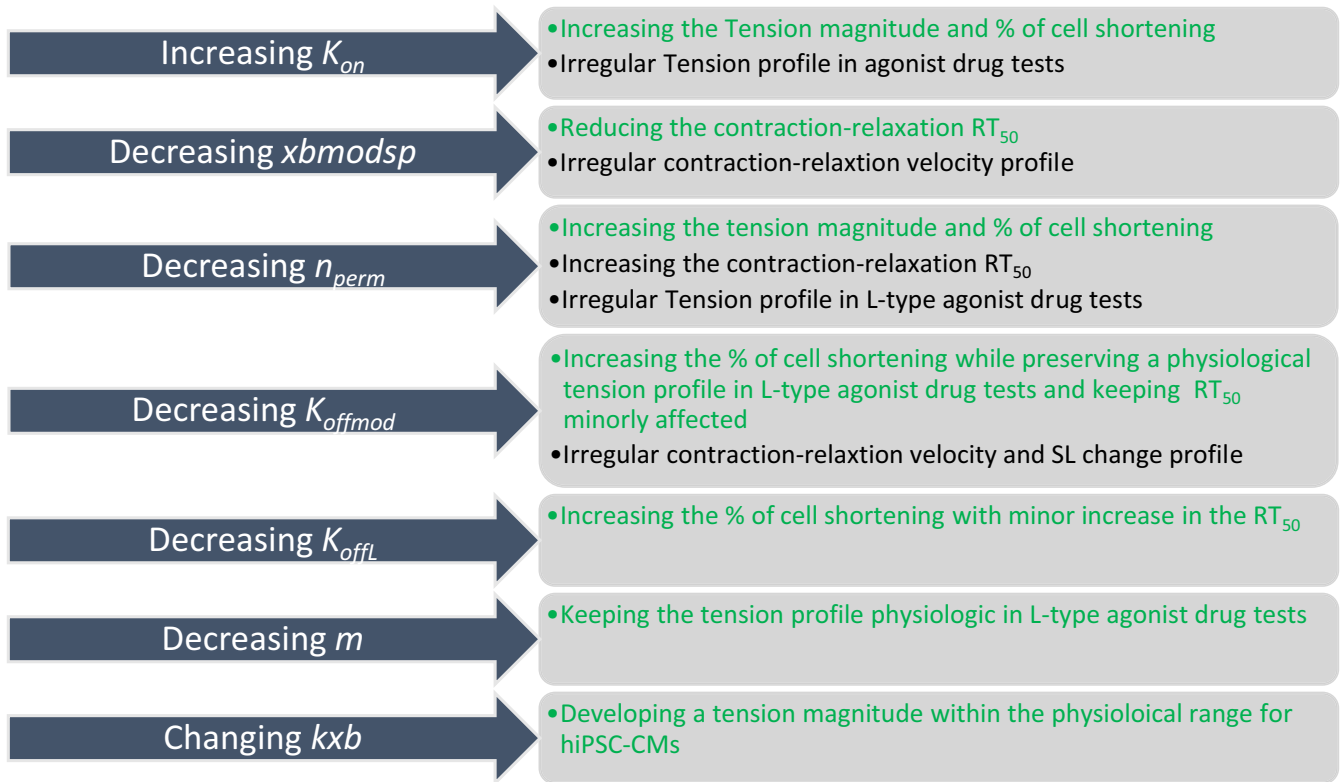 Increasing Kon
•Increasing the Tension magnitude and % of cell shortening
•Irregular Tension profile in agonist drug tests
Decreasing xbmodsp
•Reducing the contraction-relaxation RT50
•Irregular contraction-relaxtion velocity profile
Decreasing nperm
•Increasing the tension magnitude and % of cell shortening
•Increasing the contraction-relaxation RT50
•Irregular Tension profile in L-type agonist drug tests
Decreasing Koffmod
•Increasing the % of cell shortening while preserving a physiological
tension profile in L-type agonist drug tests and keeping RT50
minorly affected
•Irregular contraction-relaxtion velocity and SL change profile
Decreasing KoffL
•Increasing the % of cell shortening with minor increase in the RT50
Decreasing m
•Keeping the tension profile physiologic in L-type agonist drug tests
Changing kxb
•Developing a tension magnitude within the physioloical range for
hiPSC-CMs